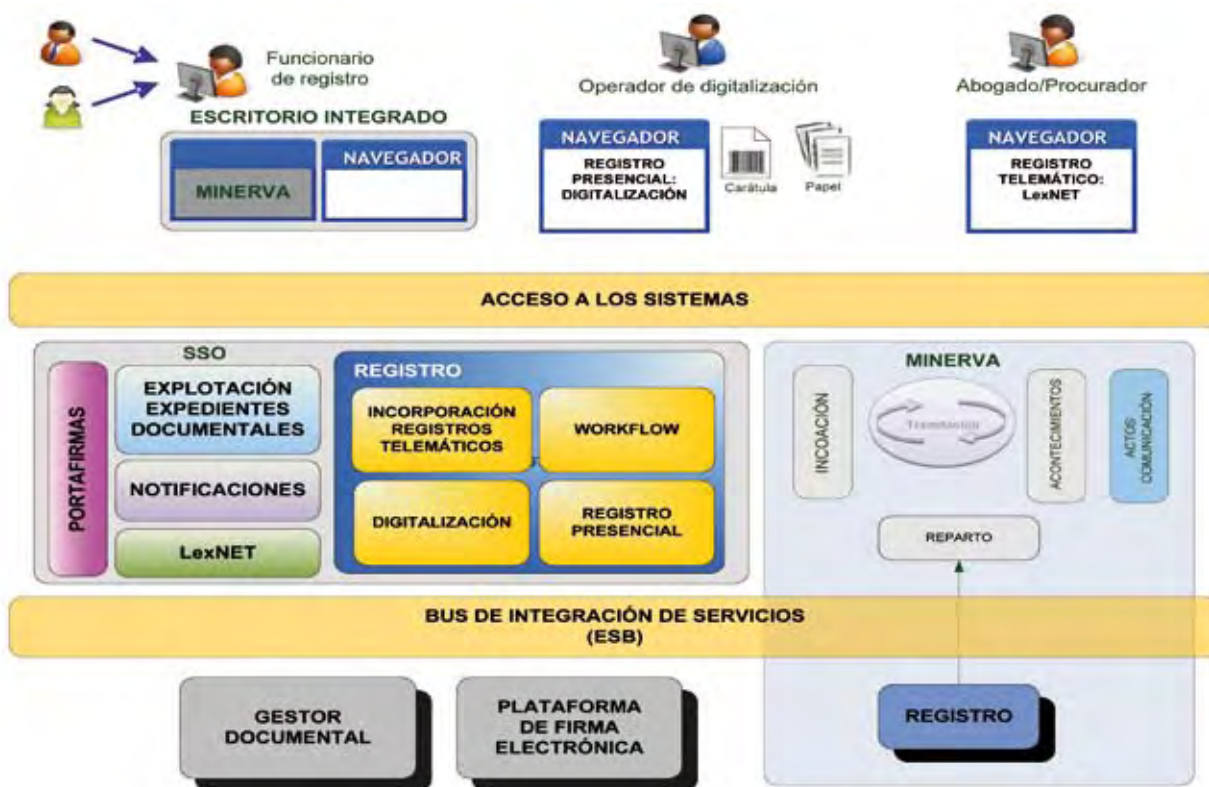 Funcionario
de registro
ESCRITORIO INTEGRADO
MINERVA
NAVEGADOR
Operador de digitalización
NAVEGADOR
REGISTRO
PRESENCIAL:
DIGITALIZACIÓN
Carátula
Papel
Abogado/Procurador
NAVEGADOR
REGISTRO
TELEMÁTICO:
LexNET
ACCESO A LOS SISTEMAS
SSO
PORTAFIRMAS
EXPLOTACIÓN
EXPEDIENTES
DOCUMENTALES
NOTIFICACIONES
LexNET
REGISTRO
INCORPORACIÓN
REGISTROS
TELEMÁTICOS
WORKFLOW
DIGITALIZACIÓN
REGISTRO
PRESENCIAL
MINERVA
INCOACIÓN
Tramitación
ACONTECIMIENTOS
ACTOS
COMUNICACIÓN
REPARTO
BUS DE INTEGRACIÓN DE SERVICIOS
(ESB)
GESTOR
DOCUMENTAL
PLATAFORMA
DE FIRMA
ELECTRÓNICA
REGISTRO